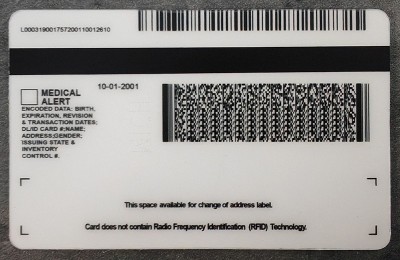 L00031900175720011001261​0
10-01-2001
MEDICAL
ALERT
ENCODED DATA: BIRTH,
EXPIRATION, REVISION
& TRANSACTION DATES;
DL/ID CARD #;NAME;
ADDRESS;GENDER;
ISSUING STATE &
INVENTORY
CONTROL #.
This space available for change of address label.
Card does not contain Radio Frequency Identification (RFID) Technology.